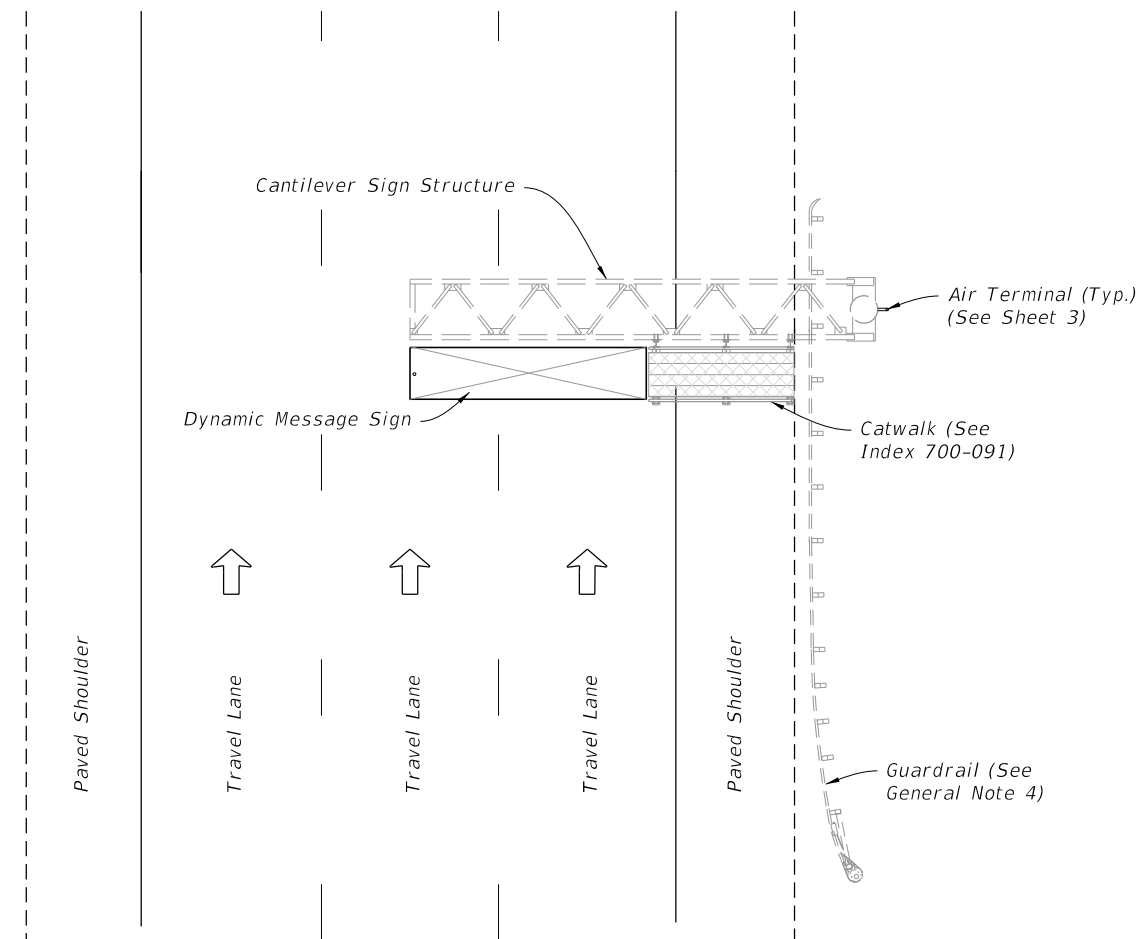 Cantilever Sign Structure
Air Terminal (Typ.)
(See Sheet 3)
Dynamic Message Sign
Catwalk (See
Index 700-091)
Paved Shoulder
Travel Lane
Travel Lane
Travel Lane
Paved Shoulder
Guardrail (See
General Note 4)